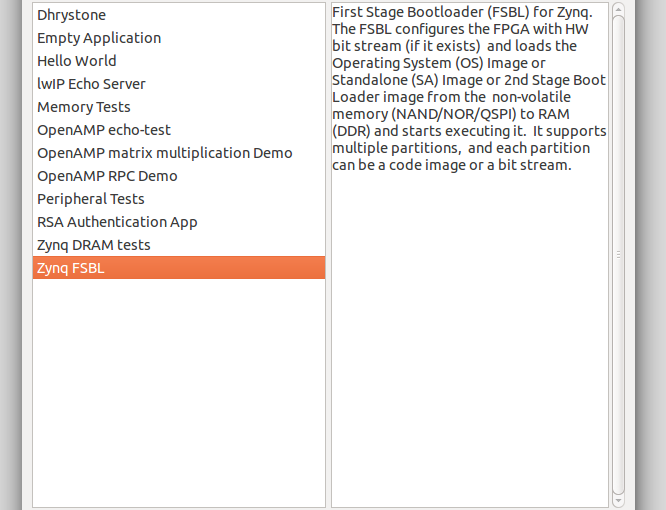 Dhrystone
Empty Application
Hello World
lwIP Echo Server
Memory Tests
OpenAMP echo-test
OpenAMP matrix multiplication Demo
OpenAMP RPC Demo
Peripheral Tests
RSA Authentication App
Zynq DRAM tests
Zynq FSBL
First Stage Bootloader (FSBL) for Zynq.
The FSBL configures the FPGA with HW
bit stream (if it exists)  and loads the
Operating System (OS) Image or
Standalone (SA) Image or 2nd Stage Boot
Loader image from the  non-volatile
memory (NAND/NOR/QSPI) to RAM
(DDR) and starts executing it.  It supports
multiple partitions,  and each partition
can be a code image or a bit stream.